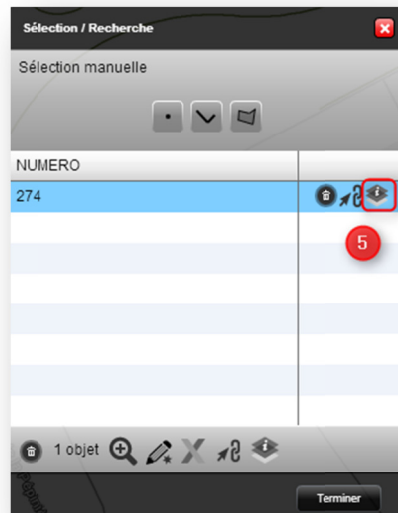 Sélection / Recherche
Sélection manuelle
NUMERO
274
5
1 objet
Terminer